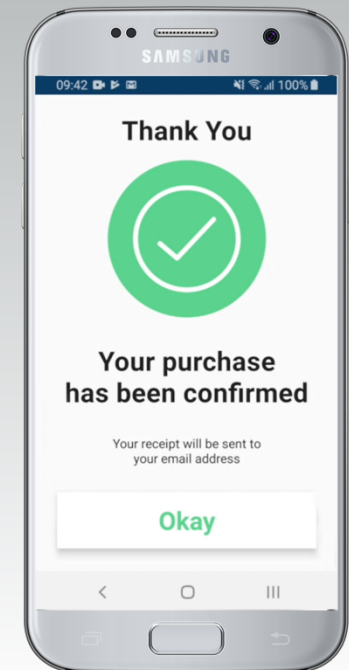 SAMSUNG
09:42 100%
Thank You
Your purchase
has been confirmed
Your receipt will be sent to
your email address
Okay